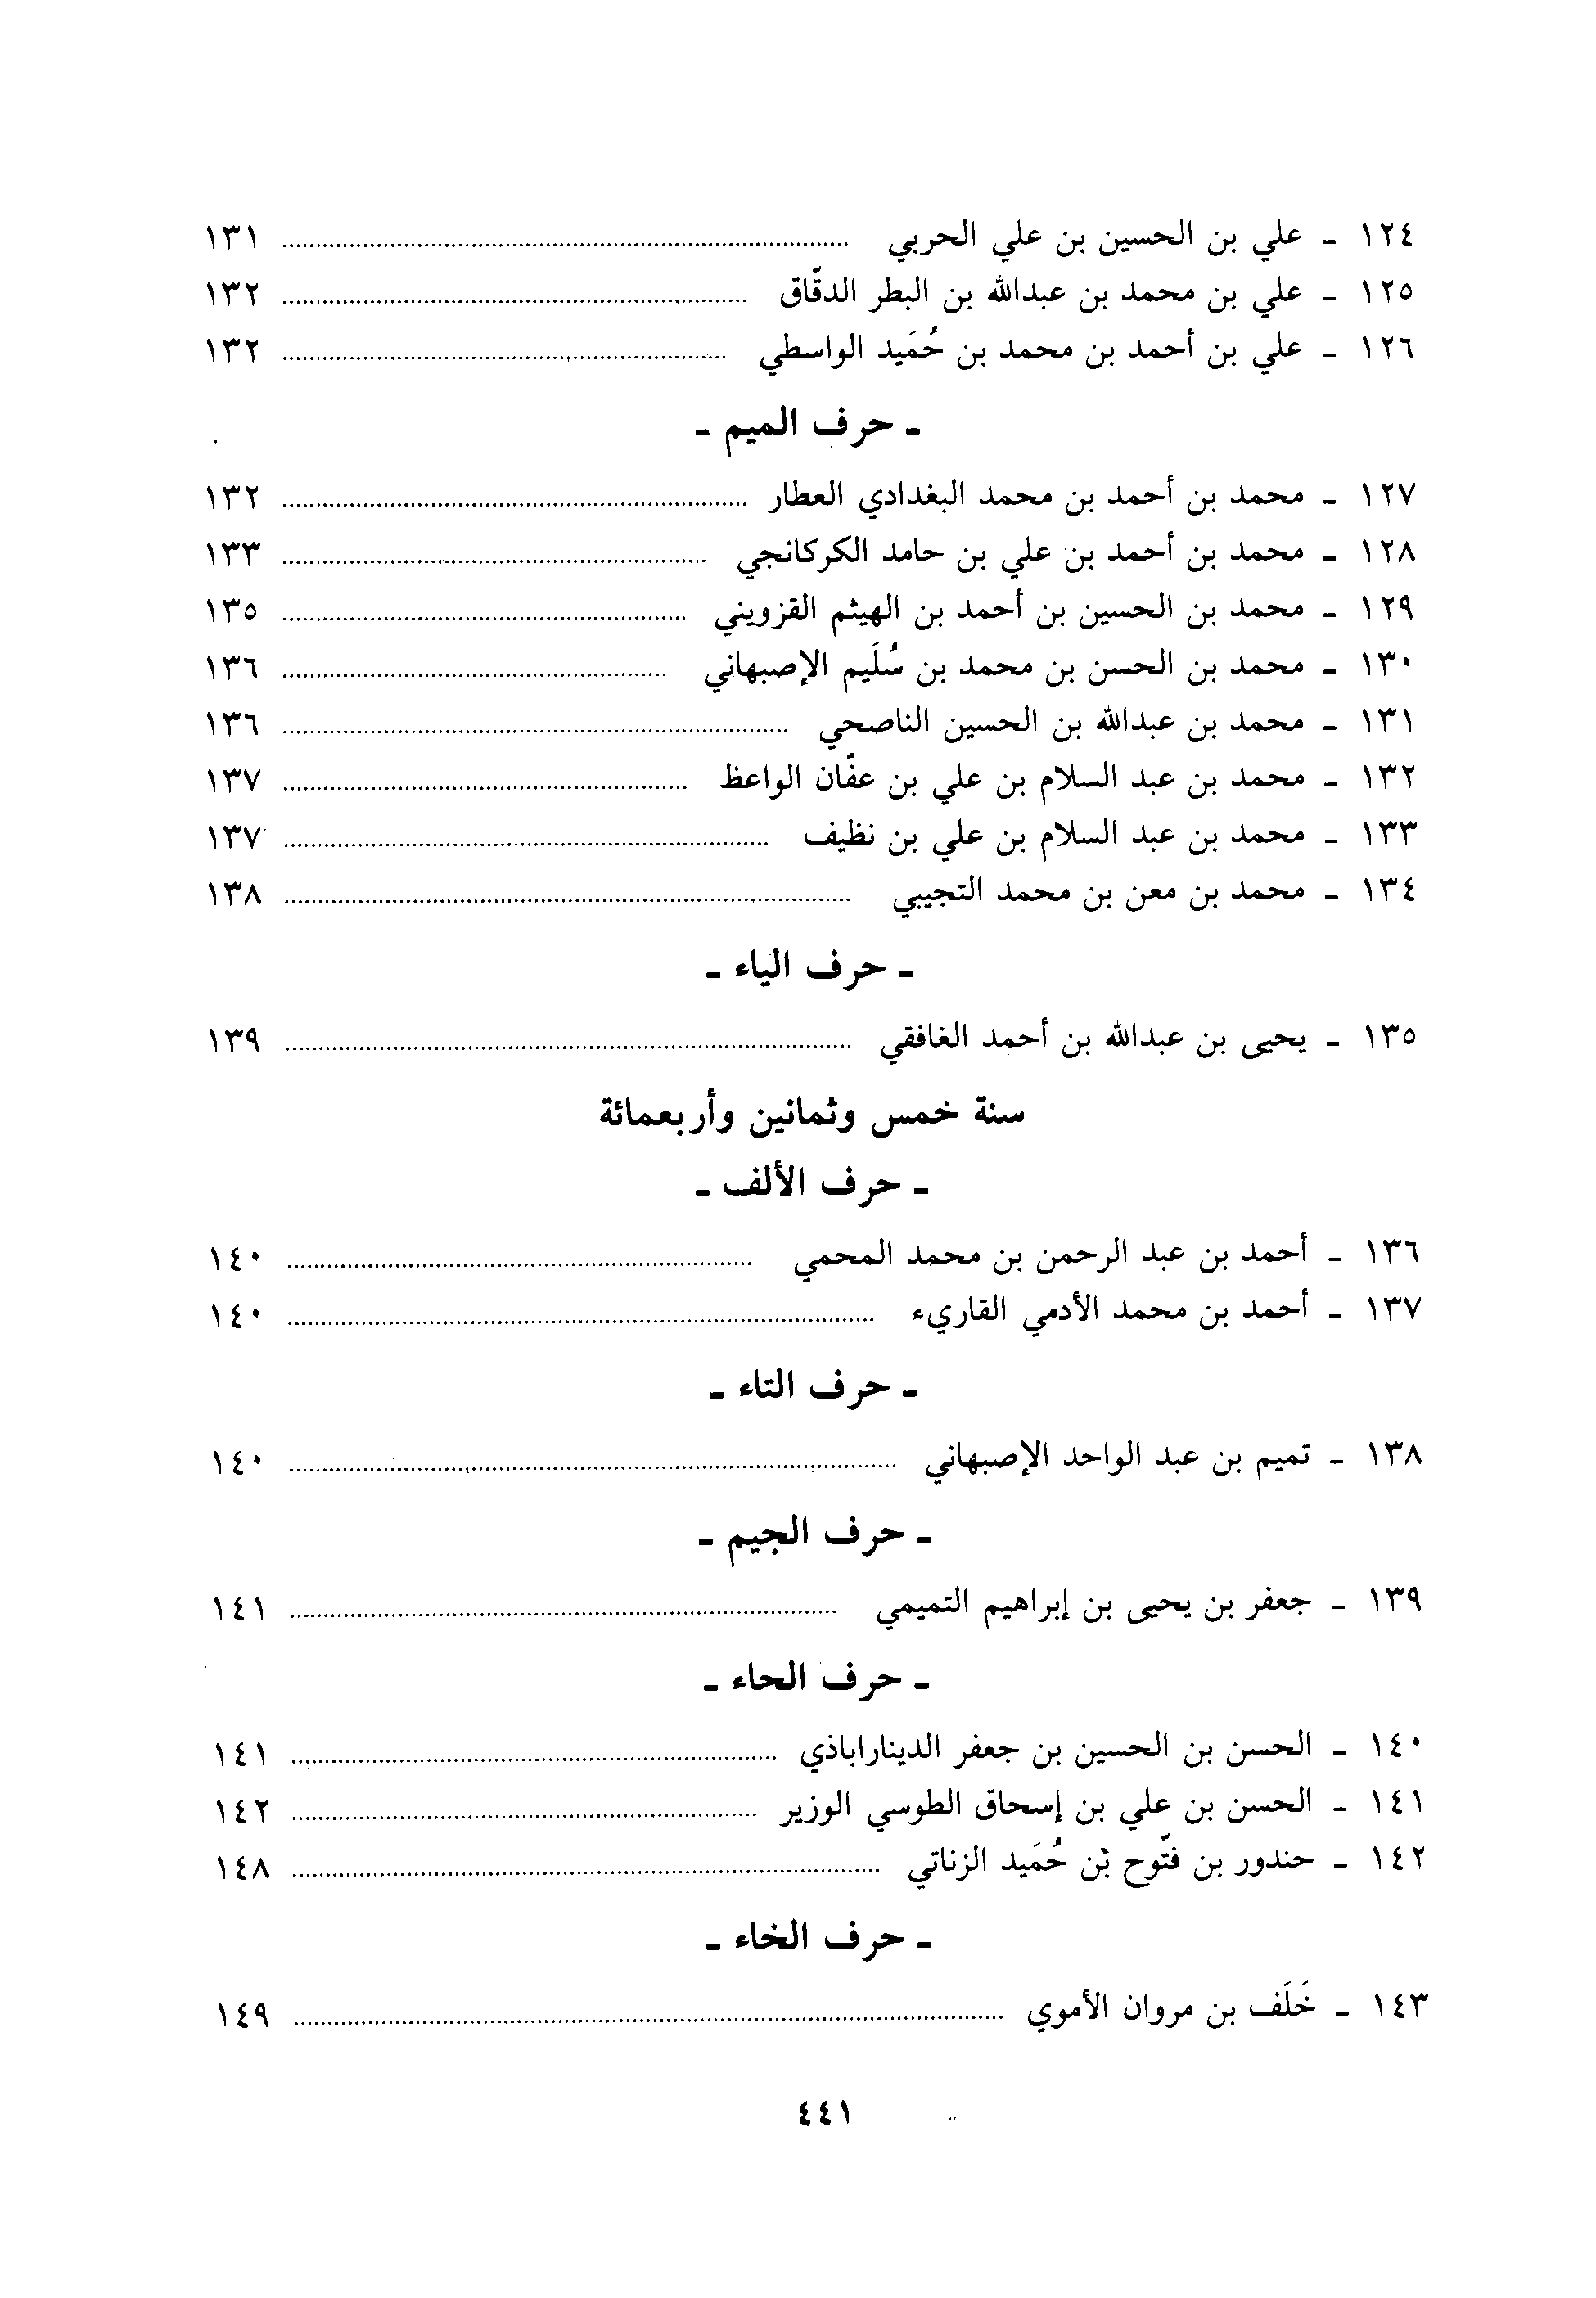 ١٢٤ - علي بن الحسين بن علي الحربي ........ ١٣١
١٢٥ - علي بن محمد بن عبدالله بن البطر الدقّاق ........ ١٣٢
١٢٦ - علي بن أحمد بن محمد بن حُمَيد الواسطي ........ ١٣٢
- حرف الميم -
١٢٧ - محمد بن أحمد بن محمد البغدادي العطار ........ ١٣٢
١٢٨ - محمد بن أحمد بن علي بن حامد الكركانجي ........ ١٣٣
١٢٩ - محمد بن الحسين بن أحمد بن الهيثم القزويني ........ ١٣٥
١٣٠ - محمد بن الحسن بن محمد بن سُلَيم الإصبهاني ........ ١٣٦
١٣١ - محمد بن عبدالله بن الحسين الناصحي ........ ١٣٦
١٣٢ - محمد بن عبد السلام بن علي بن عفّان الواعظ ........ ١٣٧
١٣٣ - محمد بن عبد السلام بن علي بن نظيف ........ ١٣٧
١٣٤ - محمد بن معن بن محمد التجيبي ........ ١٣٨
- حرف الياء -
١٣٥ - يحيى بن عبدالله بن أحمد الغافقي ........ ١٣٩
سنة خمس وثمانين وأربعمائة
- حرف الألف -
١٣٦ - أحمد بن عبد الرحمن بن محمد المحمي ........ ١٤٠
١٣٧ - أحمد بن محمد الأدمي القاريء ........ ١٤٠
- حرف التاء -
١٣٨ - تميم بن عبد الواحد الإصبهاني ........ ١٤٠
- حرف الجيم -
١٣٩ - جعفر بن يحيى بن إبراهيم التميمي ........ ١٤١
- حرف الحاء -
١٤٠ - الحسن بن الحسين بن جعفر الديناراباذي ........ ١٤١
١٤١ - الحسن بن علي بن إسحاق الطوسي الوزير ........ ١٤٢
١٤٢ - حندور بن فتّوح بْن حُمَيد الزناتي ........ ١٤٨
- حرف الخاء -
١٤٣ - خَلَف بن مروان الأموي ........ ١٤٩
٤٤١